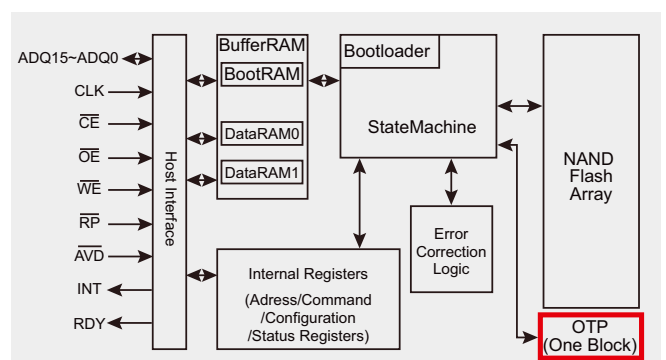 ADQ15~ADQ0
CLK
CE
OE
WE
RP
AVD
INT
RDY
Host Interface
BufferRAM
BootRAM
DataRAM0
DataRAM1
Internal Registers
(Adress/Command
/Configuration
/Status Registers)
Bootloader
StateMachine
Error
Correction
Logic
NAND
Flash
Array
OTP
(One Block)